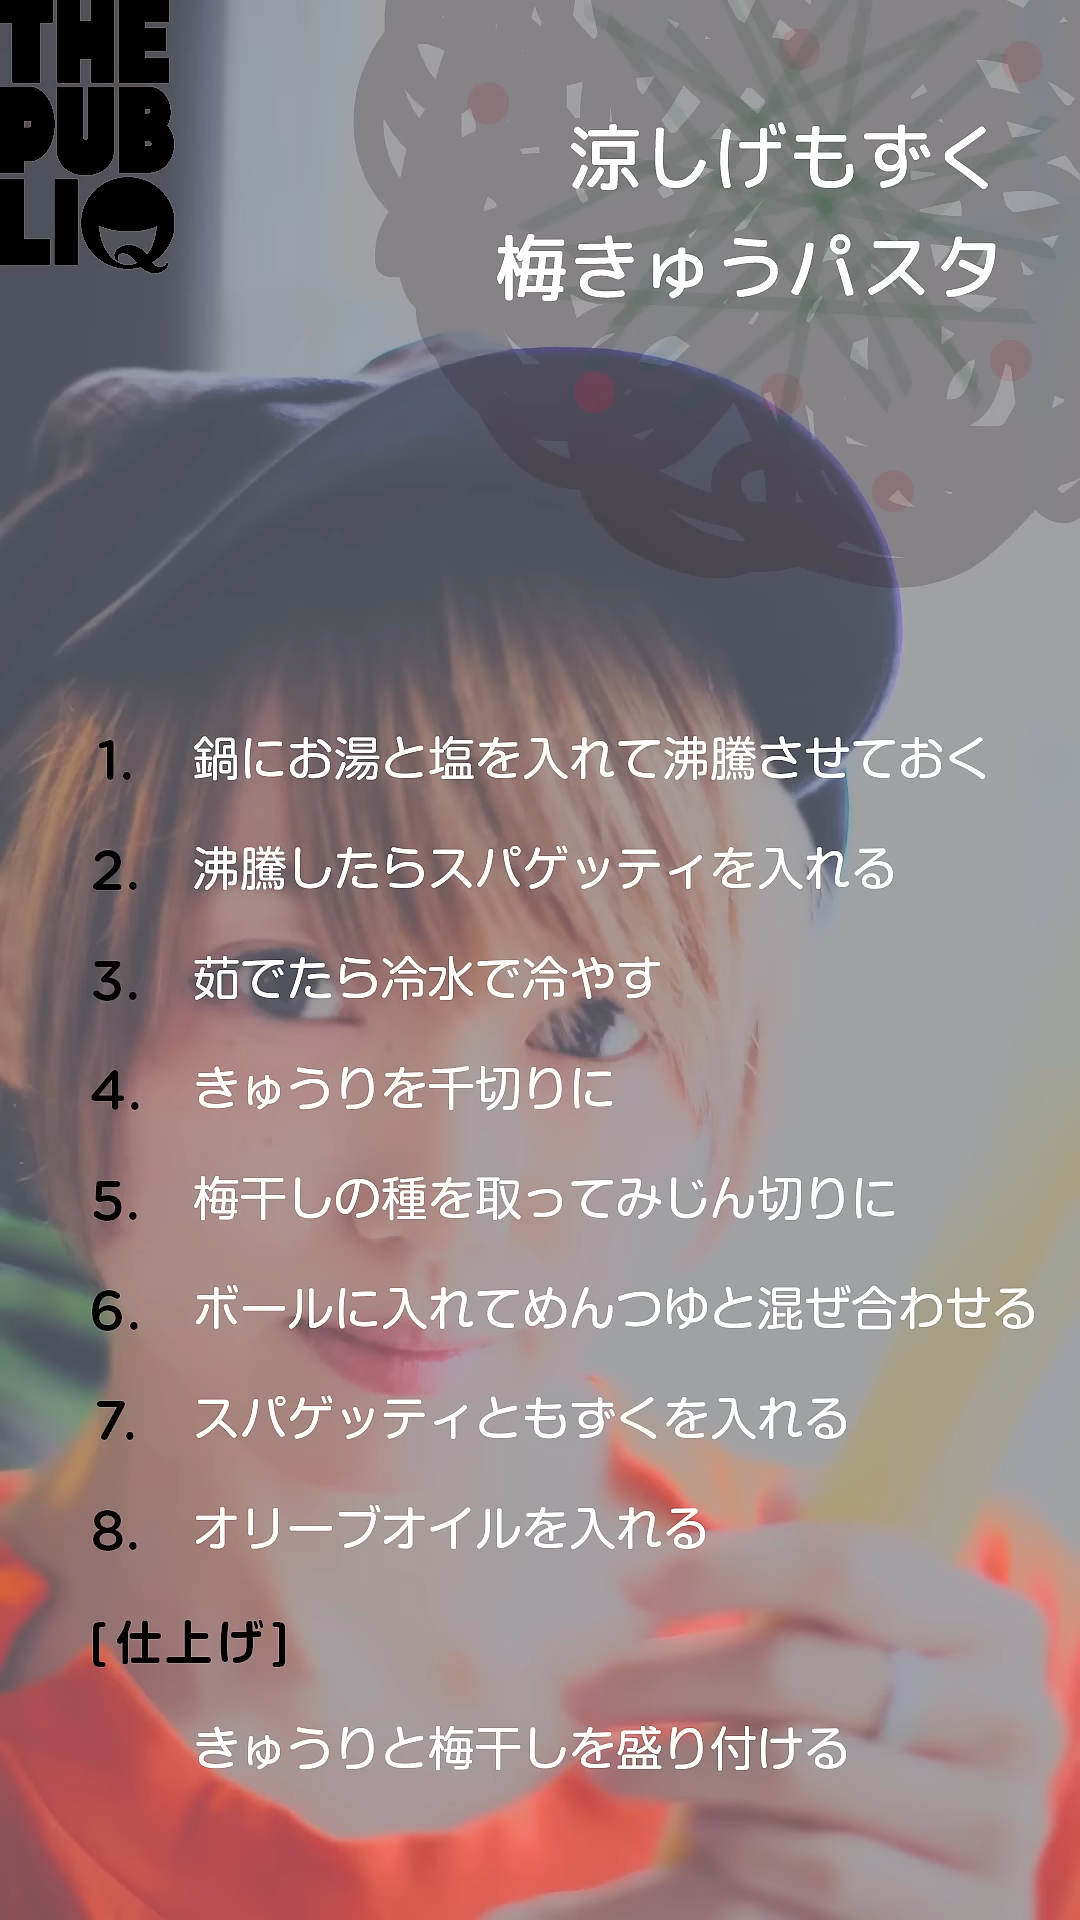 THE
PUB
LIQ
涼しげもずく
梅きゅうパスタ
1. 鍋にお湯と塩を入れて沸騰させておく
2. 沸騰したらスパゲッティを入れる
3. 茹でたら冷水で冷やす
4. きゅうりを千切りに
5. 梅干しの種を取ってみじん切りに
6. ボールに入れてめんつゆと混ぜ合わせる
7. スパゲッティともずくを入れる
8. オリーブオイルを入れる
[仕上げ]
きゅうりと梅干しを盛り付ける